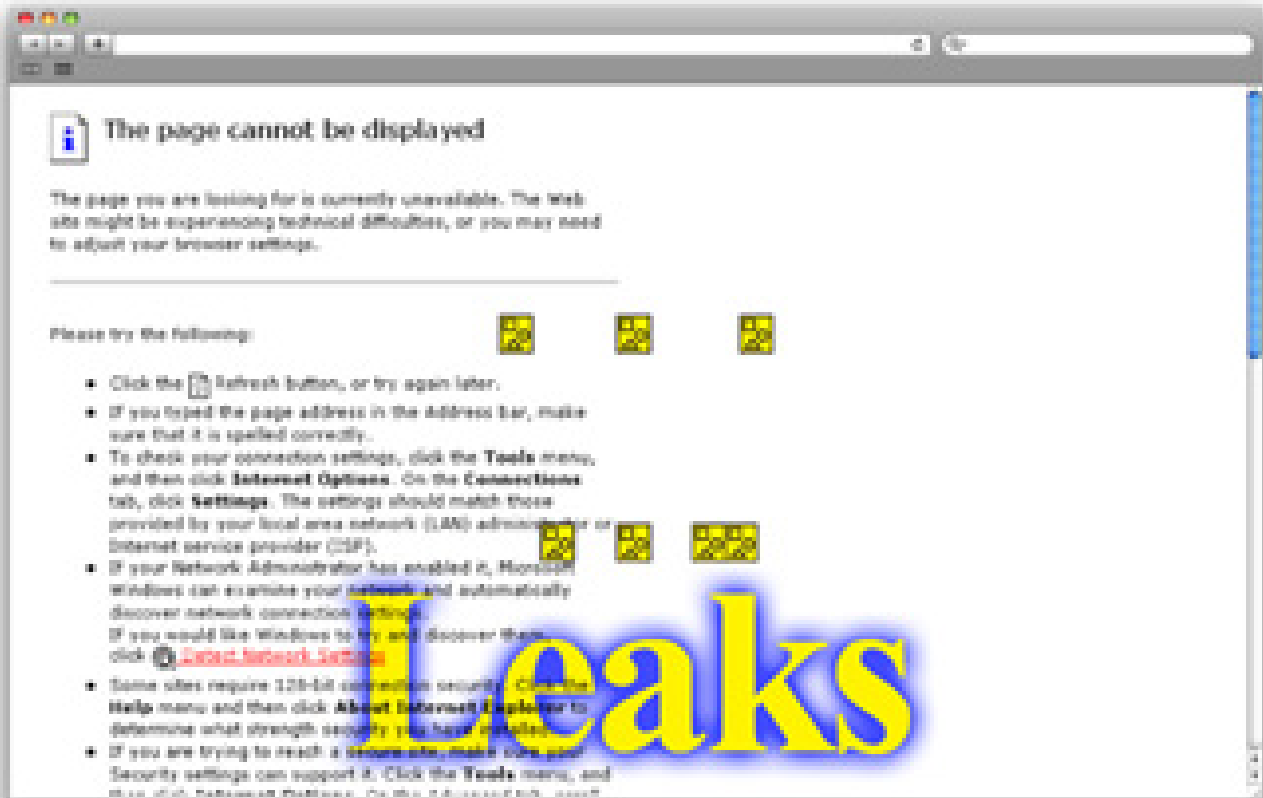 The page cannot be displayed
The page you are looking for is currently unavailable. The Web
site might be experiencing technical difficulties, or you may need
to adjust your browser settings.
Please try the following:
Click the Refresh button, or try again later.
If you typed the page address in the Address bar, make
sure that it is spelled correctly.
To check your connection settings, click the Tools menu,
and then click Internet Options. On the Connections
tab, click Settings. The settings should match those
provided by your local area network (LAN) administrator or
Internet service provider (ISP).
If your Network Administrator has enabled it, Microsoft
Windows can examine your network and automatically
discover network connection settings.
If you would like Windows to try and discover them,
click Detect Network Settings
Some sites require 128-bit connection security. Click the
Help menu and then click About Internet Explorer to
determine what strength security you have installed.
If you are trying to reach a secure site, make sure your
Security settings can support it. Click the Tools menu, and
then click Internet Options. On the Advanced tab, scroll
Leaks